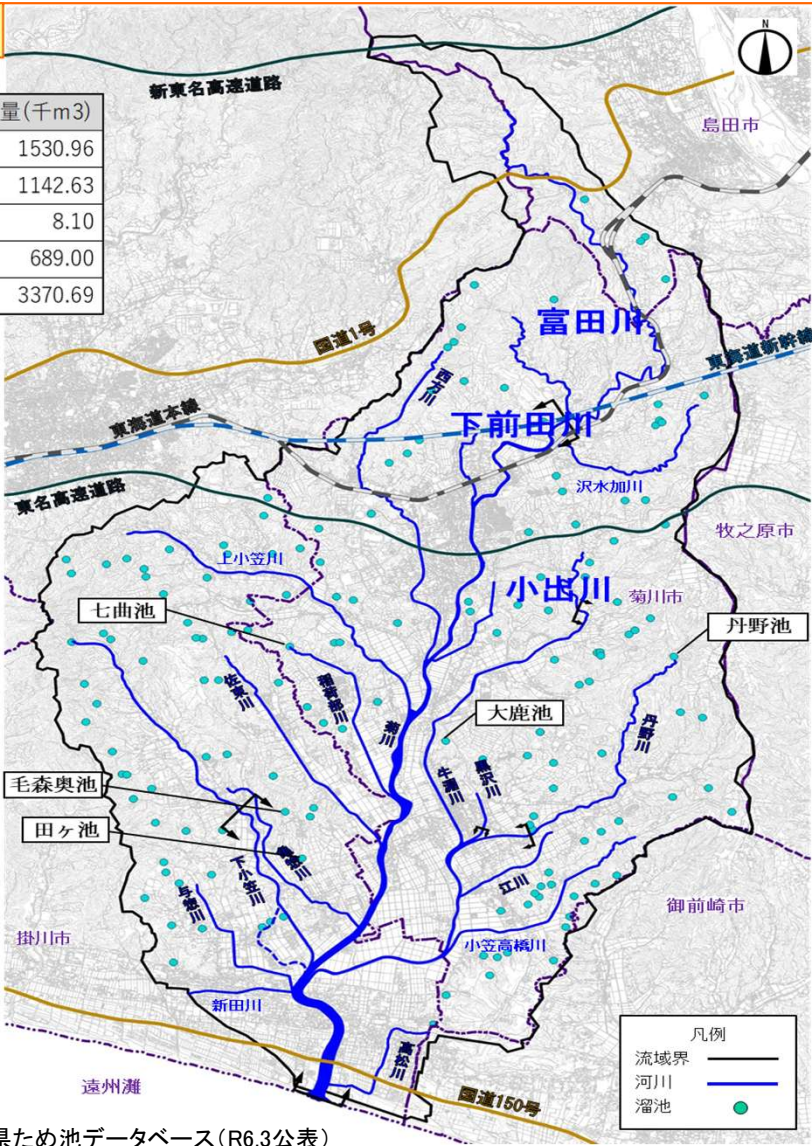 N
新東名高速道路
島田市
量(千m3)
1530.96
1142.63
8.10
689.00
3370.69
富田川
国道1号
東海道新幹線
西方川
下前田川
東海道本線
沢水加川
東名高速道路
牧之原市
上小笠川
小出川
菊川市
七曲池
丹野池
稲荷部川
佐束川
菊川
大鹿池
丹野川
黒沢川
牛淵川
毛森奥池
田ヶ池
亀惣川
下小笠川
江川
与惣川
御前崎市
掛川市
小笠高橋川
新田川
高松川
凡例
流域界
河川
溜池
遠州灘
国道150号
県ため池データベース(R6.3公表)